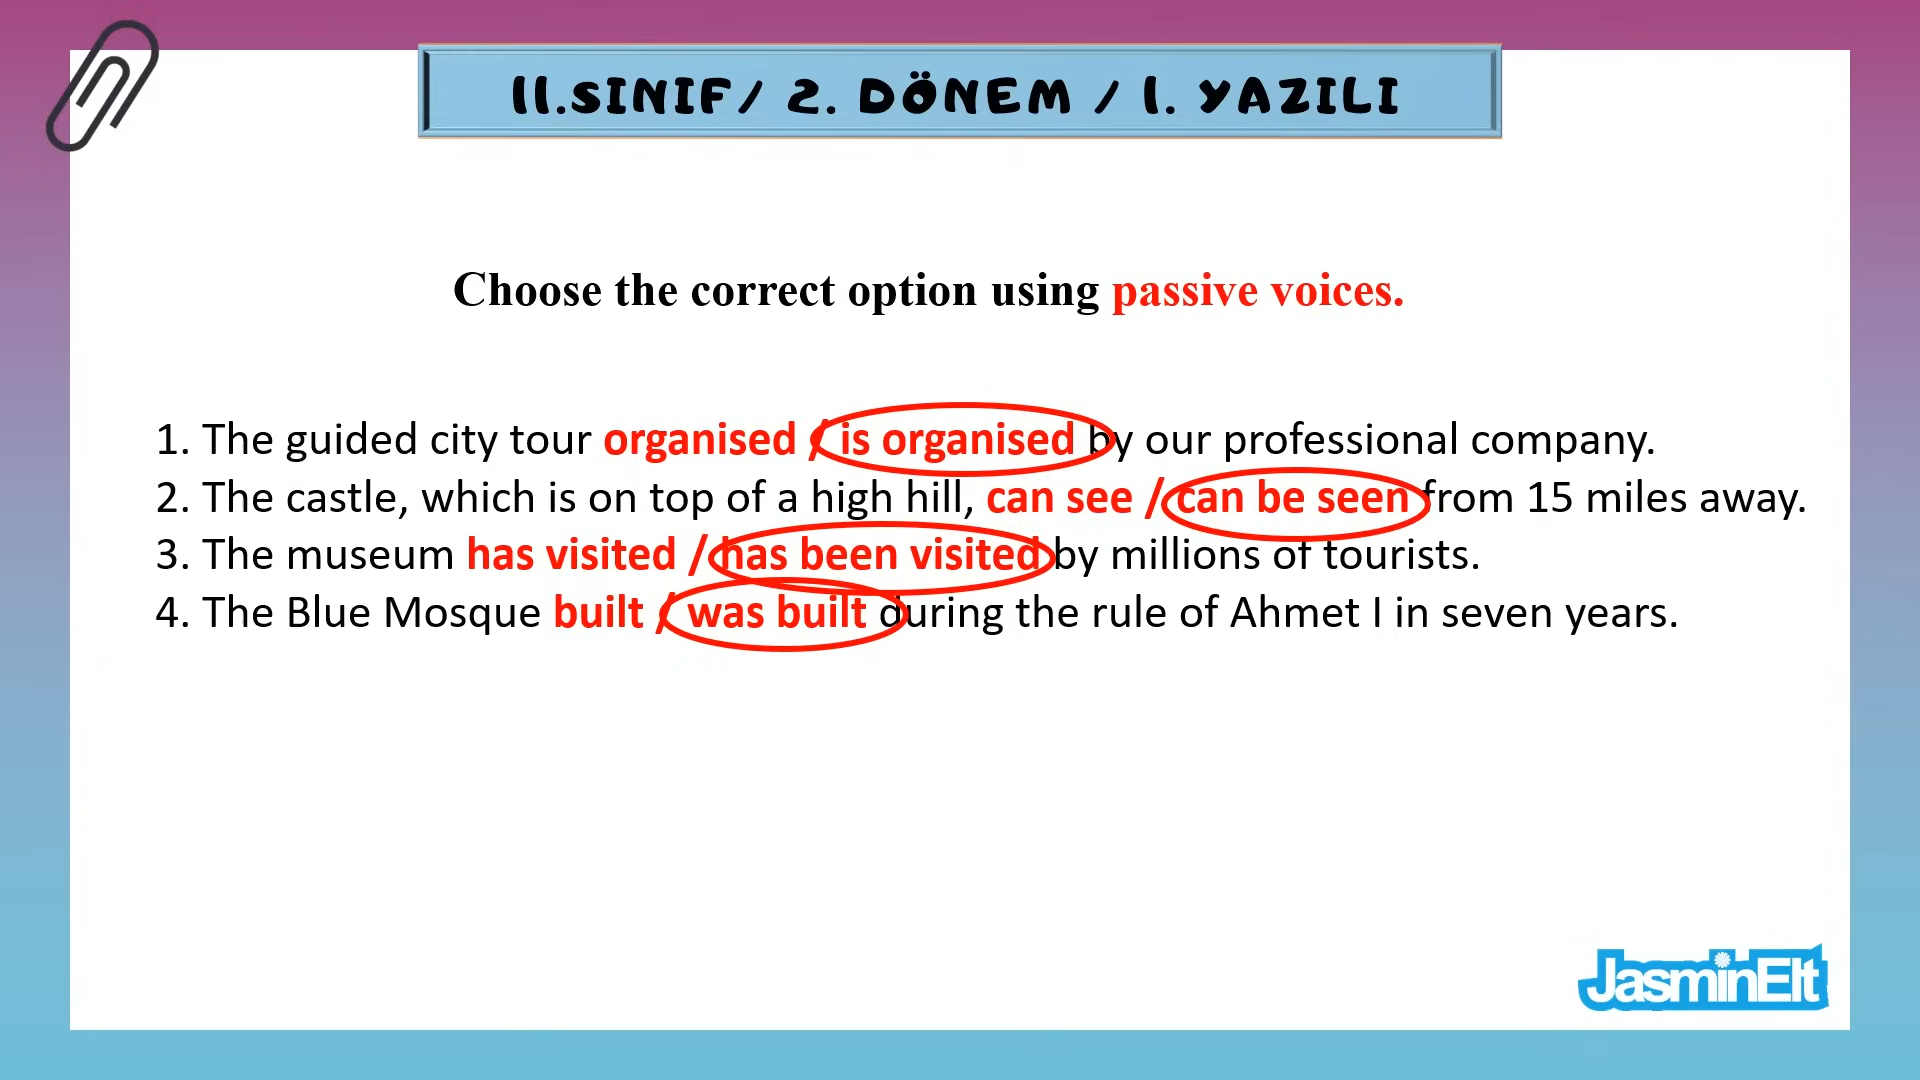 11.SINIF/ 2. DÖNEM / 1. YAZILI
Choose the correct option using passive voices.
1. The guided city tour organised / is organised by our professional company.
2. The castle, which is on top of a high hill, can see / can be seen from 15 miles away.
3. The museum has visited / has been visited by millions of tourists.
4. The Blue Mosque built / was built during the rule of Ahmet I in seven years.
JasminElt